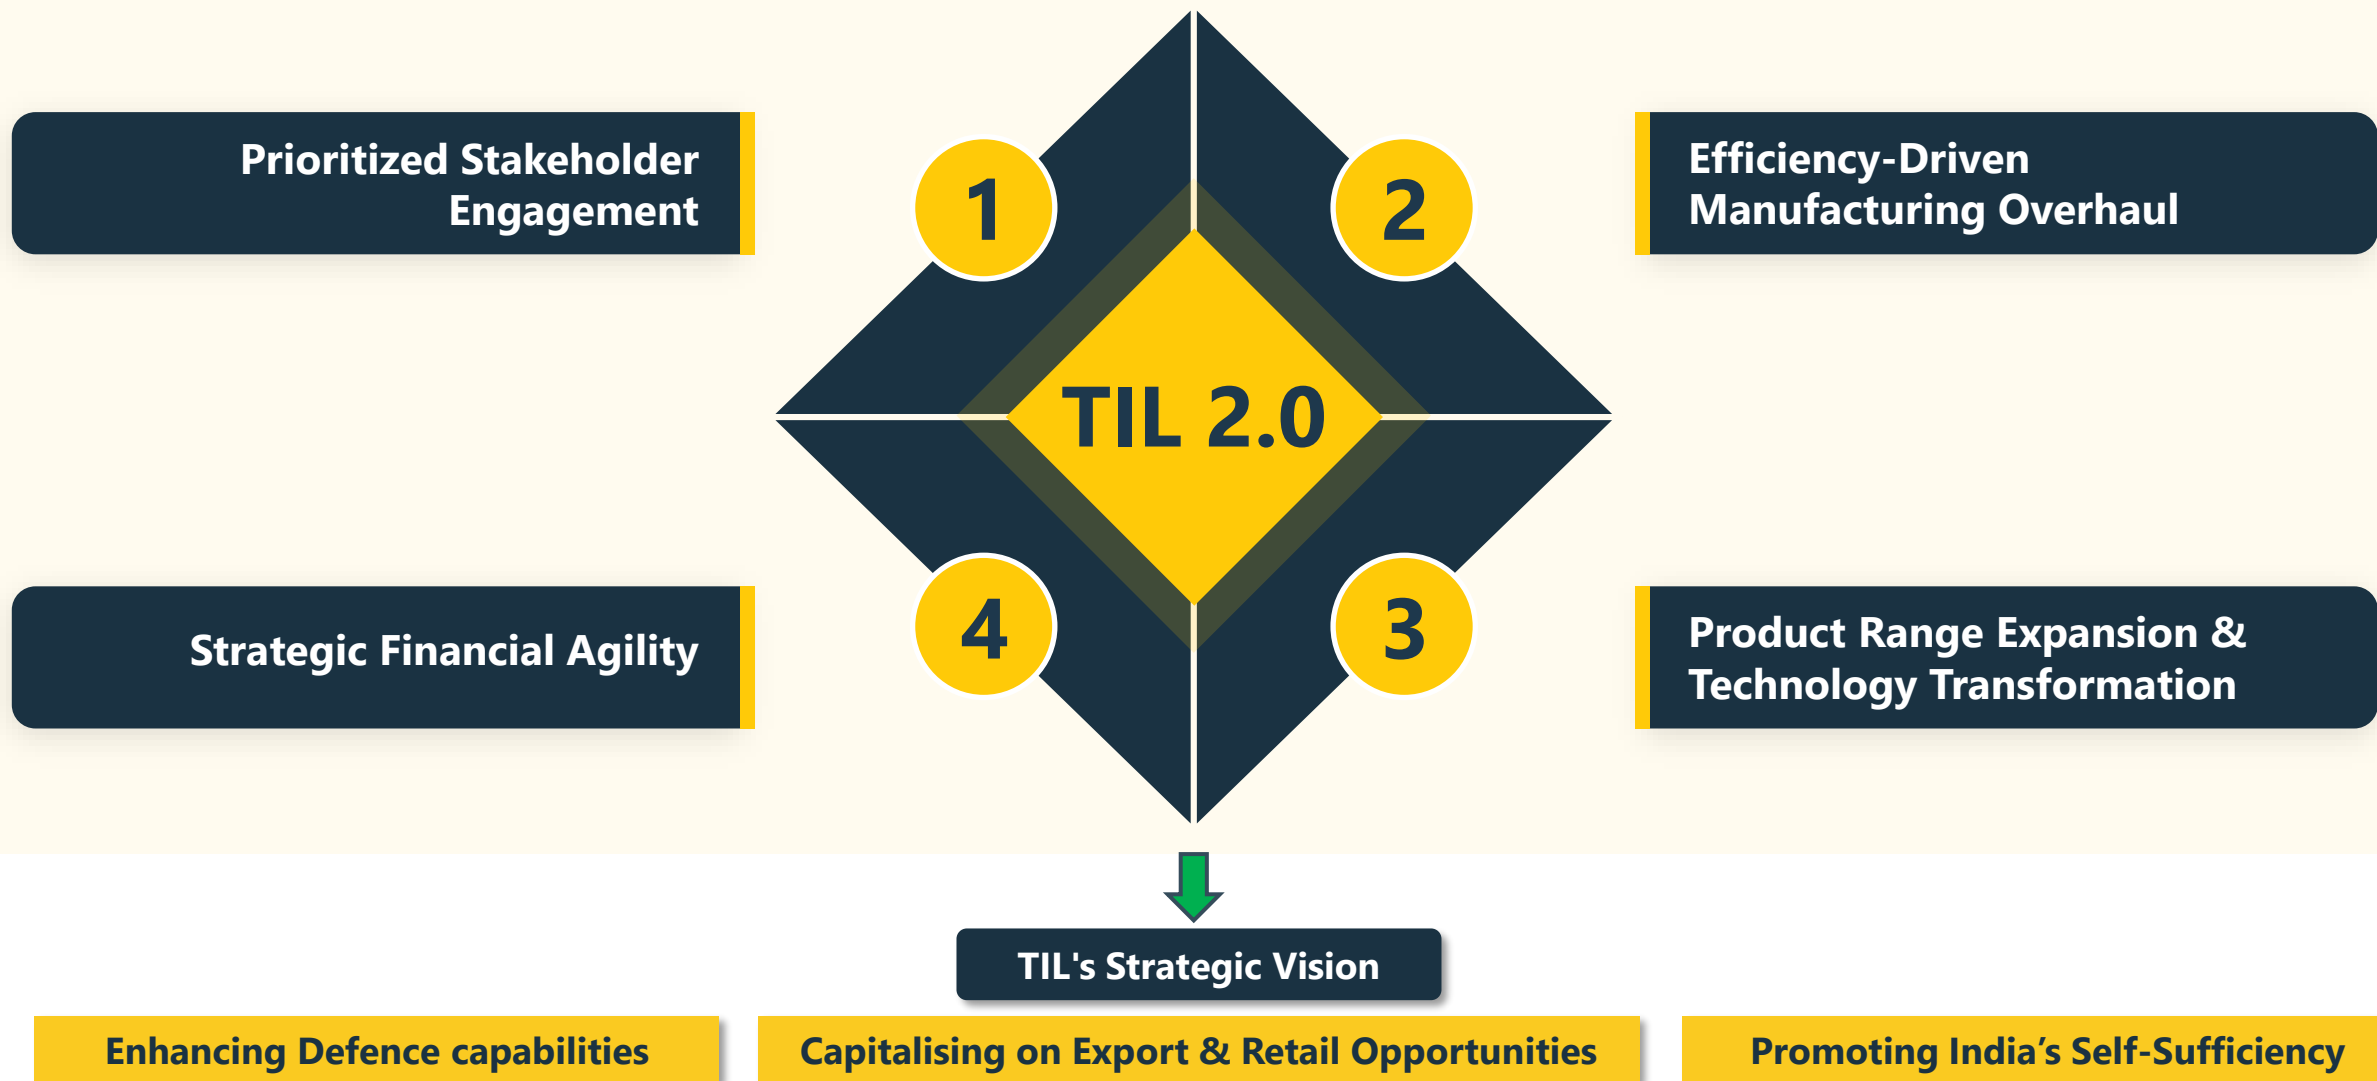 Prioritized Stakeholder
Engagement
1
2
Efficiency-Driven
Manufacturing Overhaul
TIL 2.0
Strategic Financial Agility
4
3
Product Range Expansion &
Technology Transformation
TIL's Strategic Vision
Enhancing Defence capabilities
Capitalising on Export & Retail Opportunities
Promoting India’s Self-Sufficiency